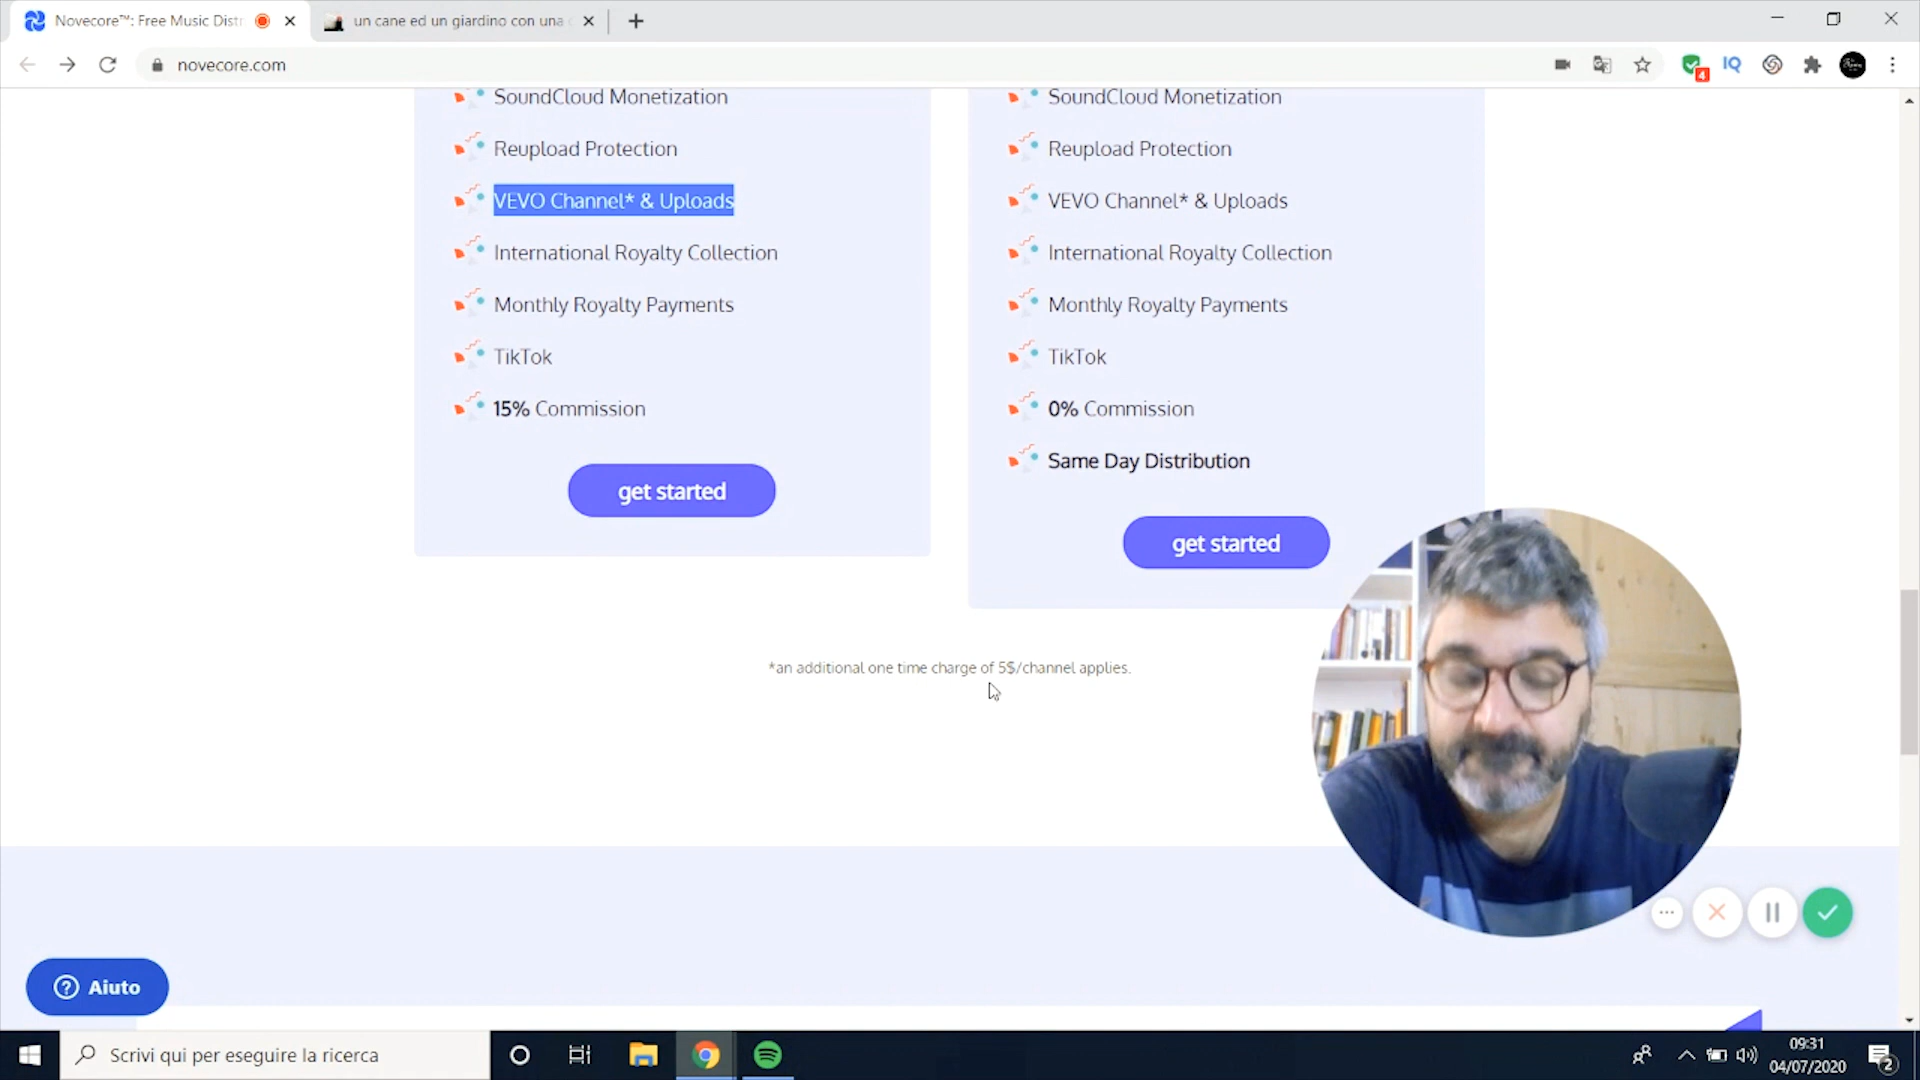 Novecore™: Free Music Distr
un cane ed un giardino con una c
novecore.com
4
IQ
SoundCloud Monetization
Reupload Protection
VEVO Channel* & Uploads
International Royalty Collection
Monthly Royalty Payments
TikTok
15% Commission
get started
SoundCloud Monetization
Reupload Protection
VEVO Channel* & Uploads
International Royalty Collection
Monthly Royalty Payments
TikTok
0% Commission
Same Day Distribution
get started
*an additional one time charge of 5$/channel applies.
Aiuto
Scrivi qui per eseguire la ricerca
09:31
04/07/2020
2